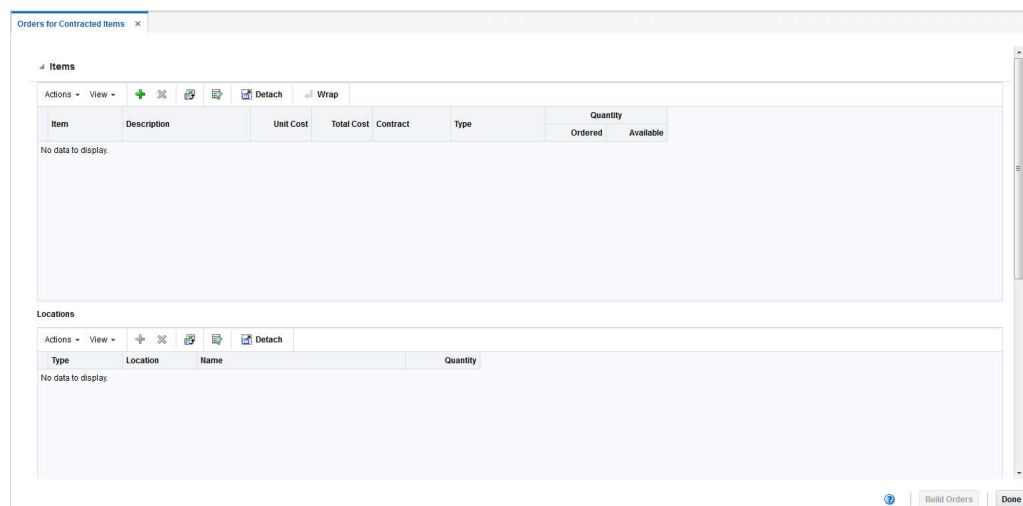 Orders for Contracted Items ×
Items
Actions View Detach Wrap
Item Description Unit Cost Total Cost Contract Type Quantity
Ordered Available
No data to display.
Locations
Actions View Detach
Type Location Name Quantity
No data to display.
Build Orders Done